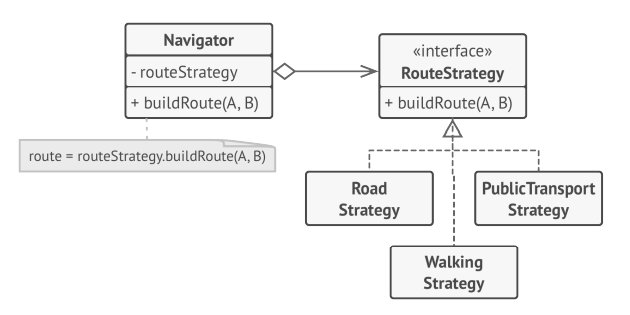 Navigator
- routeStrategy
+ buildRoute(A, B)
route = routeStrategy.buildRoute(A, B)
«interface»
RouteStrategy
+ buildRoute(A, B)
Road
Strategy
PublicTransport
Strategy
Walking
Strategy